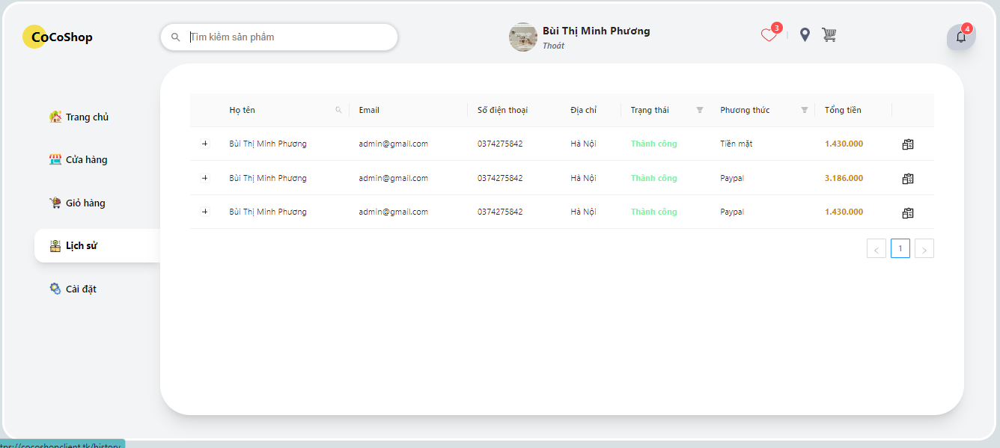 CoCoShop
Tìm kiếm sản phẩm
Bùi Thị Minh Phương
Thoát
3
4
Trang chủ
Cửa hàng
Giỏ hàng
Lịch sử
Cài đặt
Họ tên Email Số điện thoại Địa chỉ Trạng thái Phương thức Tổng tiền
+ Bùi Thị Minh Phương admin@gmail.com 0374275842 Hà Nội Thành công Tiền mặt 1.430.000
+ Bùi Thị Minh Phương admin@gmail.com 0374275842 Hà Nội Thành công Paypal 3.186.000
+ Bùi Thị Minh Phương admin@gmail.com 0374275842 Hà Nội Thành công Paypal 1.430.000
< 1 >
tps://cocoshopclient.tk/history